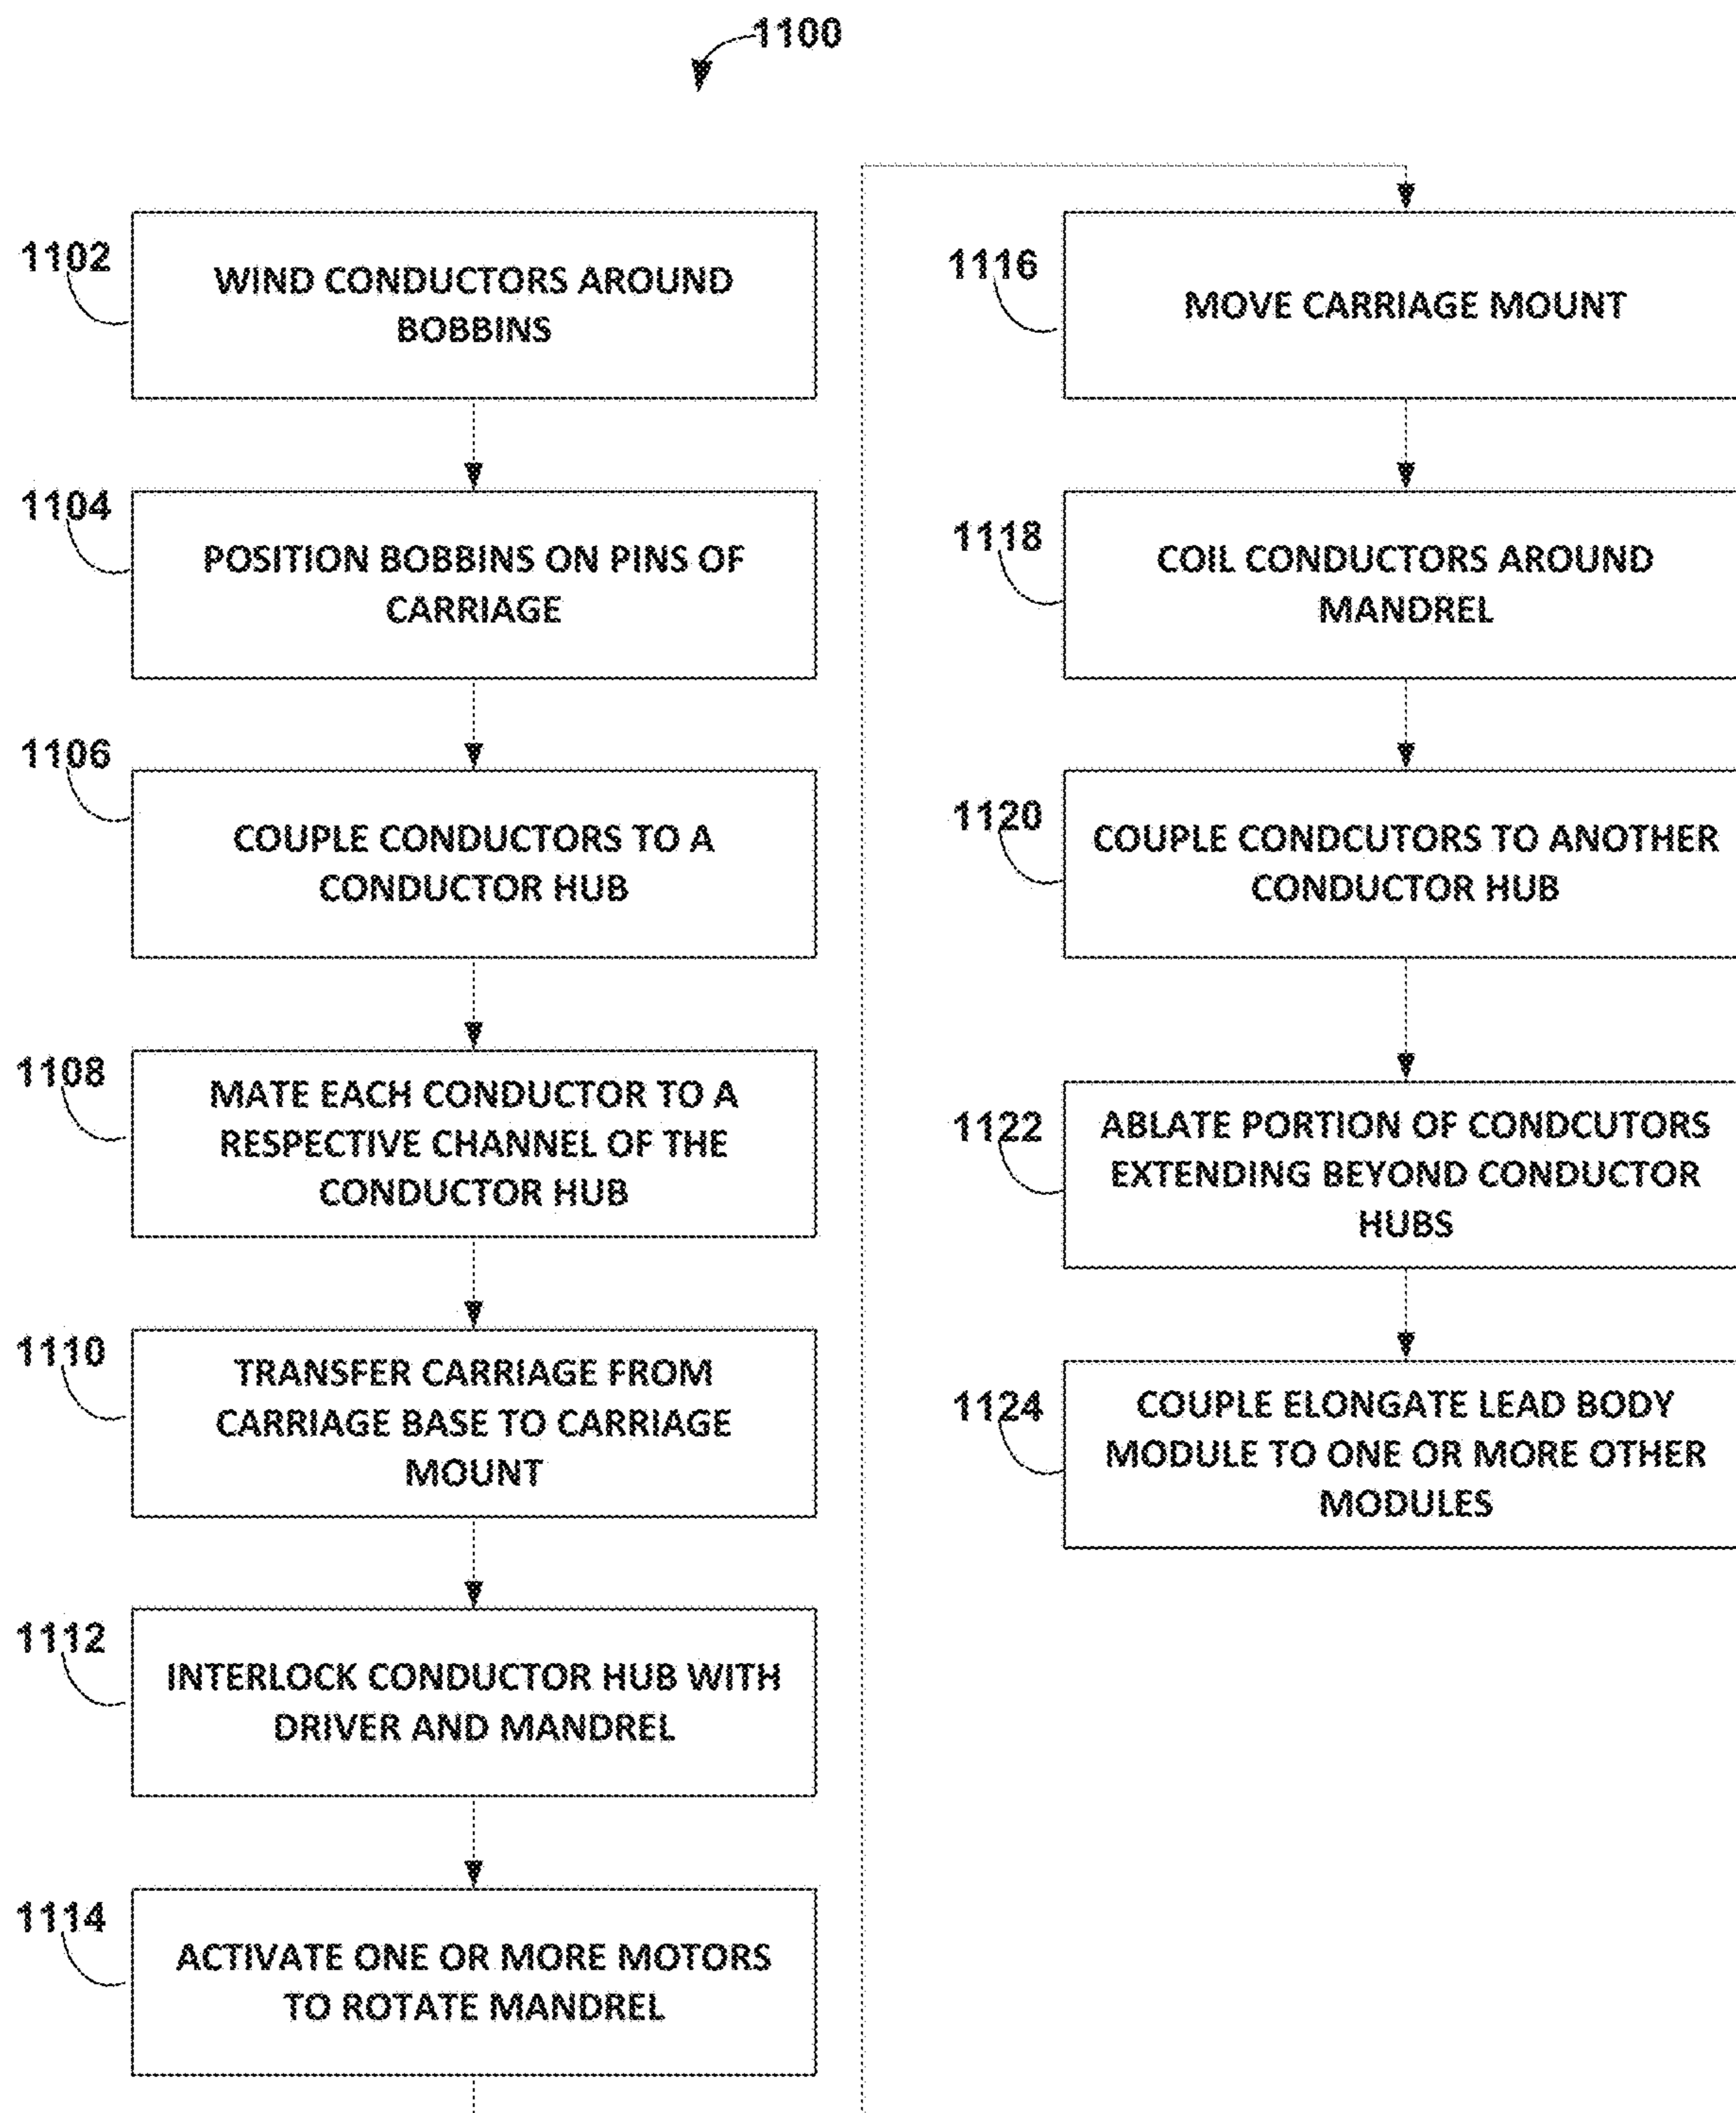 1100
1102
WIND CONDUCTORS AROUND
BOBBINS
1104
POSITION BOBBINS ON PINS OF
CARRIAGE
1106
COUPLE CONDUCTORS TO A
CONDUCTOR HUB
1108
MATE EACH CONDUCTOR TO A
RESPECTIVE CHANNEL OF THE
CONDUCTOR HUB
1110
TRANSFER CARRIAGE FROM
CARRIAGE BASE TO CARRIAGE
MOUNT
1112
INTERLOCK CONDUCTOR HUB WITH
DRIVER AND MANDREL
1114
ACTIVATE ONE OR MORE MOTORS
TO ROTATE MANDREL
1116
MOVE CARRIAGE MOUNT
1118
COIL CONDUCTORS AROUND
MANDREL
1120
COUPLE CONDCUTORS TO ANOTHER
CONDUCTOR HUB
1122
ABLATE PORTION OF CONDCUTORS
EXTENDING BEYOND CONDUCTOR
HUBS
1124
COUPLE ELONGATE LEAD BODY
MODULE TO ONE OR MORE OTHER
MODULES